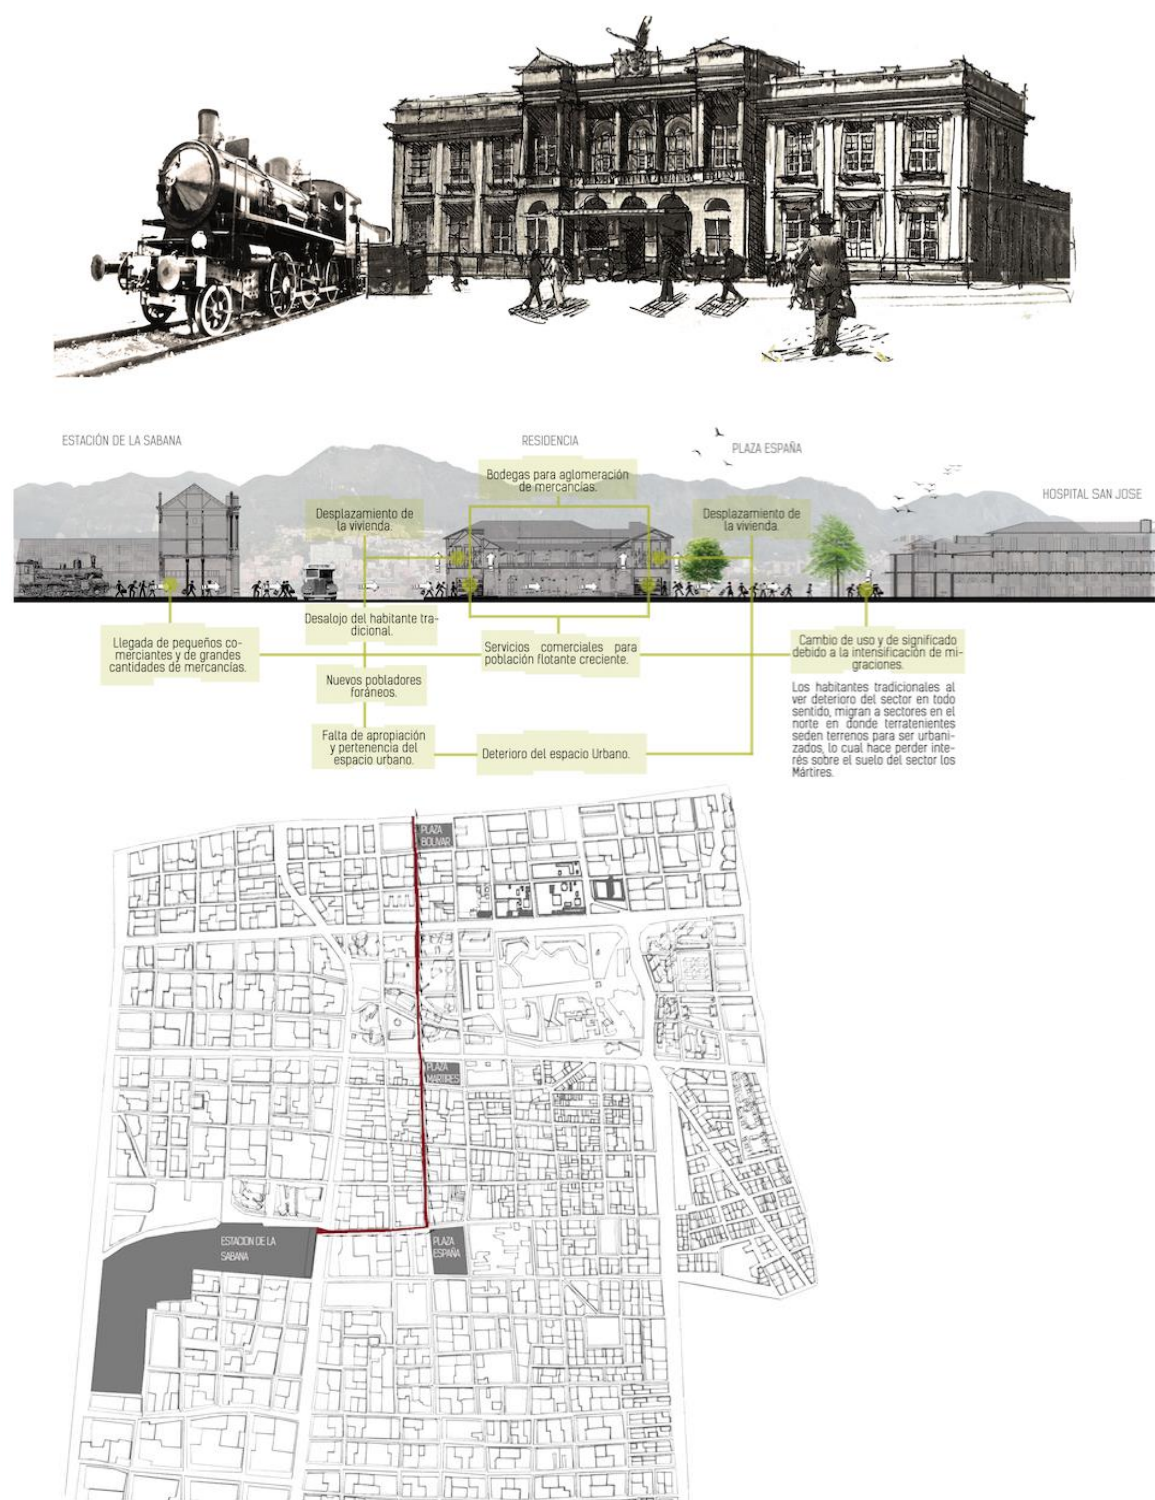 ESTACIÓN DE LA SABANA
RESIDENCIA
PLAZA ESPAÑA
HOSPITAL SAN JOSE
Bodegas para aglomeración
de mercancías.
Desplazamiento de
la vivienda.
Desplazamiento de
la vivienda.
Desalojo del habitante tra-
dicional.
Llegada de pequeños co-
merciantes y de grandes
cantidades de mercancías.
Servicios comerciales para
población flotante creciente.
Cambio de uso y de significado
debido a la intensificación de mi-
graciones.
Nuevos pobladores
foráneos.
Falta de apropiación
y pertenencia del
espacio urbano.
Deterioro del espacio Urbano.
Los habitantes tradicionales al
ver deterioro del sector en todo
sentido, migran a sectores en el
norte en donde terratenientes
seden terrenos para ser urbani-
zados, lo cual hace perder inte-
rés sobre el suelo del sector los
Mártires.
PLAZA
BOLIVAR
PLAZA
MARTIRES
ESTACION DE LA
SABANA
PLAZA
ESPAÑA